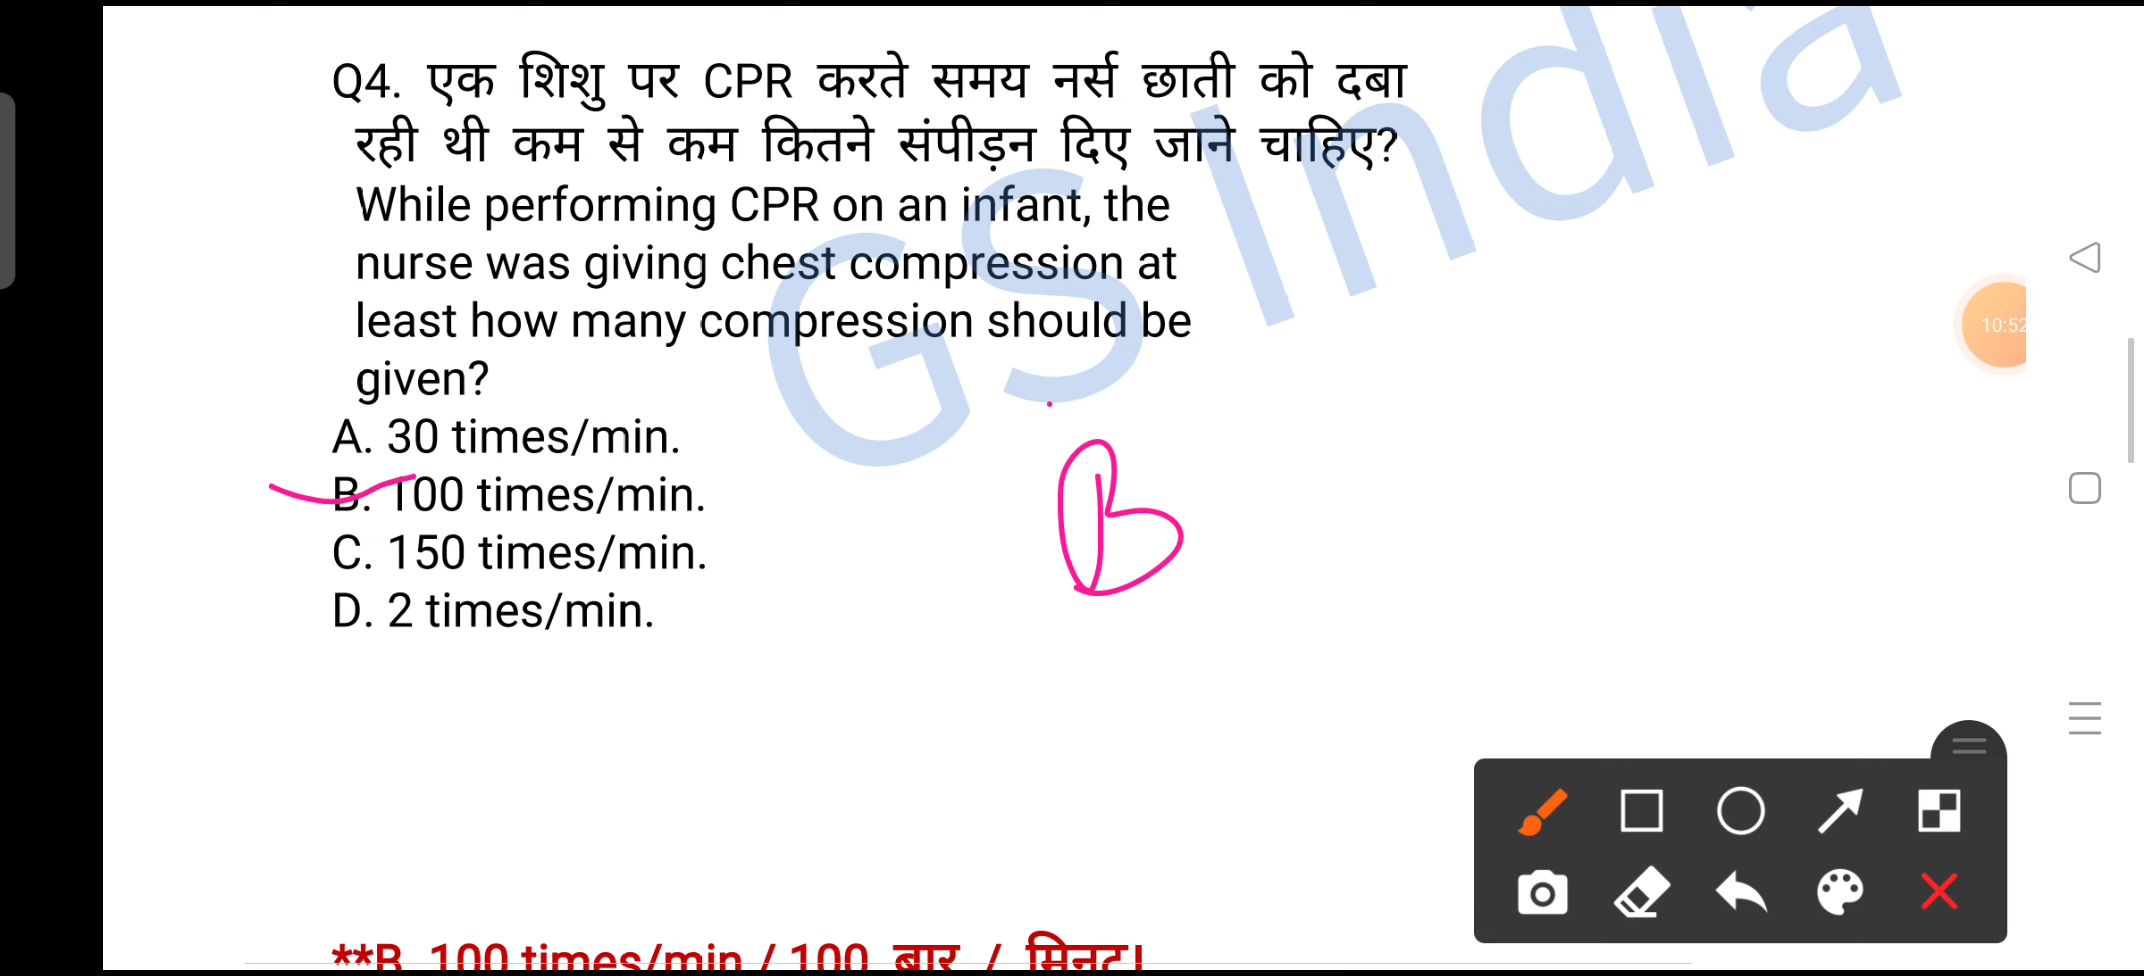 Q4. एक शिशु पर CPR करते समय नर्स छाती को दबा
रही थी कम से कम कितने संपीड़न दिए जाने चाहिए?
While performing CPR on an infant, the
nurse was giving chest compression at
least how many compression should be
given?
A. 30 times/min.
B. 100 times/min.
C. 150 times/min.
D. 2 times/min.
B
GS India
10:52
**B. 100 times/min / 100 बार / मिनट!